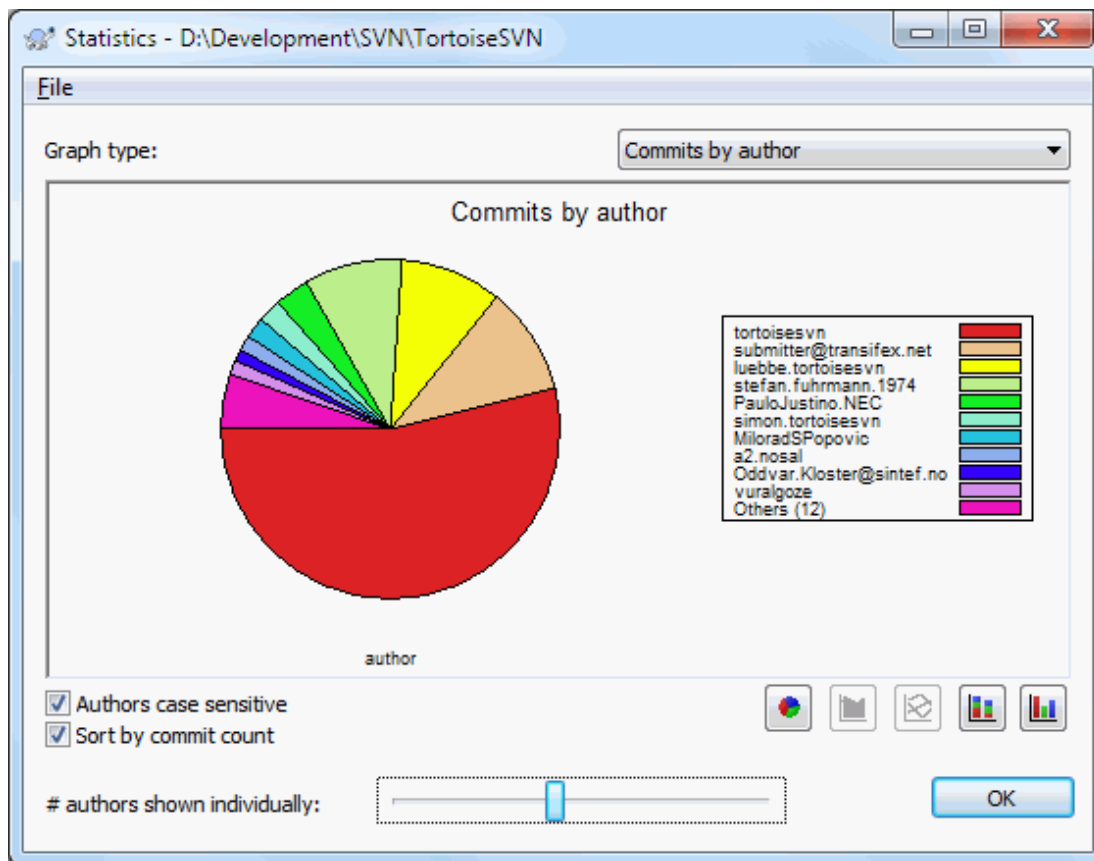 Statistics - D:\Development\SVN\TortoiseSVN
File
Graph type:
Commits by author
Commits by author
tortoisesvn
submitter@transifex.net
luebbe.tortoisesvn
stefan.fuhrmann.1974
PauloJustino.NEC
simon.tortoisesvn
MiloradSPopovic
a2.nosal
Oddvar.Kloster@sintef.no
vuralgoze
Others (12)
author
Authors case sensitive
Sort by commit count
# authors shown individually:
OK